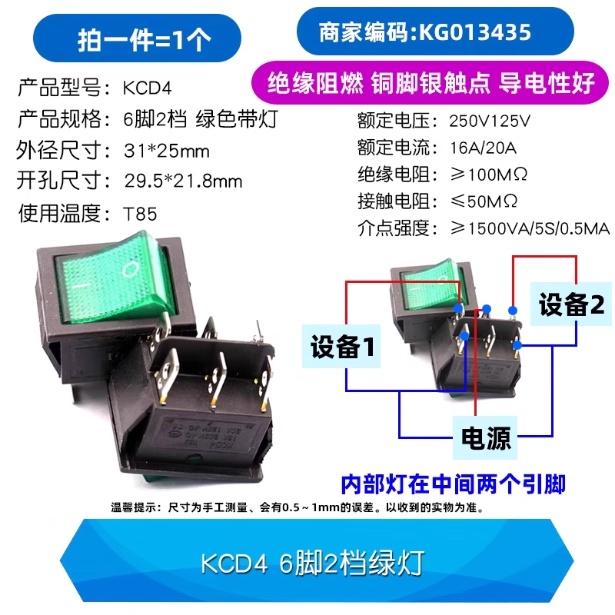 拍一件=1个
商家编码:KG013435
产品型号: KCD4
绝缘阻燃 铜脚银触点 导电性好
产品规格: 6脚2档 绿色带灯
外径尺寸: 31*25mm
开孔尺寸: 29.5*21.8mm
使用温度: T85
额定电压: 250V125V
额定电流: 16A/20A
绝缘电阻: ≥100MΩ
接触电阻: ≤50MΩ
介点强度: ≥1500VA/5S/0.5MA
设备1
设备2
电源
内部灯在中间两个引脚
KCD4
温馨提示: 尺寸为手工测量、会有0.5~1mm的误差。以收到的实物为准。
KCD4 6脚2档绿灯